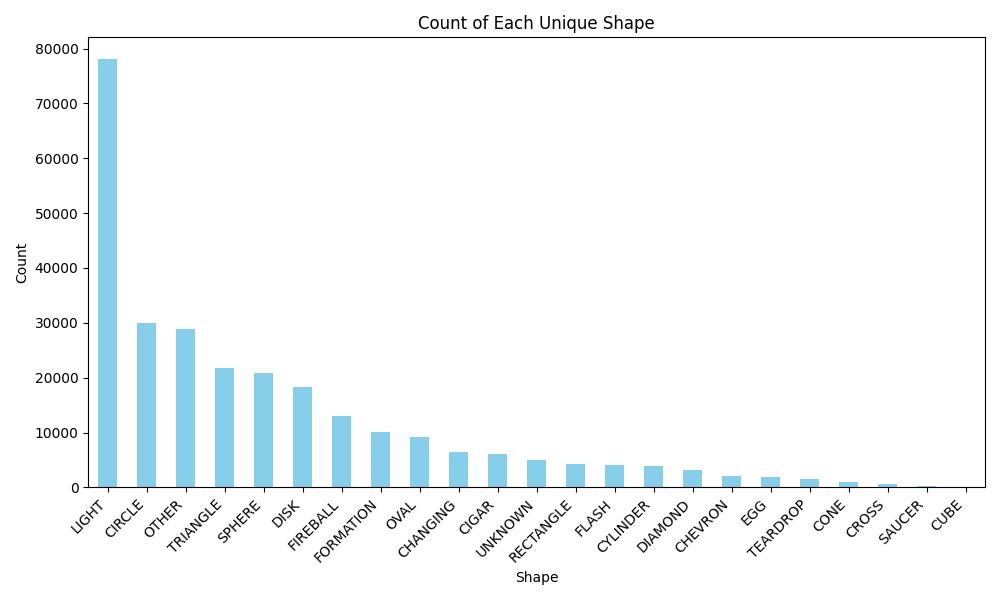 Count of Each Unique Shape
80000
70000
60000
50000
40000
30000
20000
10000
0
Count
LIGHT
CIRCLE
OTHER
TRIANGLE
SPHERE
DISK
FIREBALL
FORMATION
OVAL
CHANGING
CIGAR
UNKNOWN
RECTANGLE
FLASH
CYLINDER
DIAMOND
CHEVRON
EGG
TEARDROP
CONE
CROSS
SAUCER
CUBE
Shape